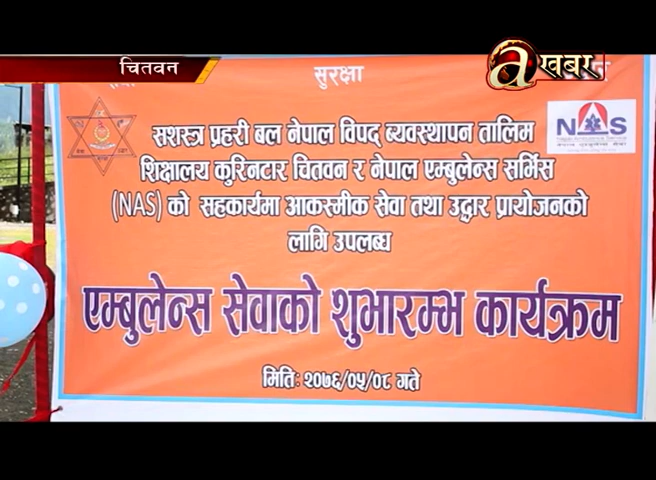 चितवन
a खबर
सुरक्षा
NAS
सशस्त्र प्रहरी बल नेपाल विपद् ब्यवस्थापन तालिम
शिक्षालय कुरिनटार चितवन र नेपाल एम्बुलेन्स सर्भिस
(NAS) को सहकार्यमा आकस्मीक सेवा तथा उद्धार प्रायोजनको
लागि उपलब्ध
एम्बुलेन्स सेवाको शुभारम्भ कार्यक्रम
मितिः २०७६/०५/०८ गते